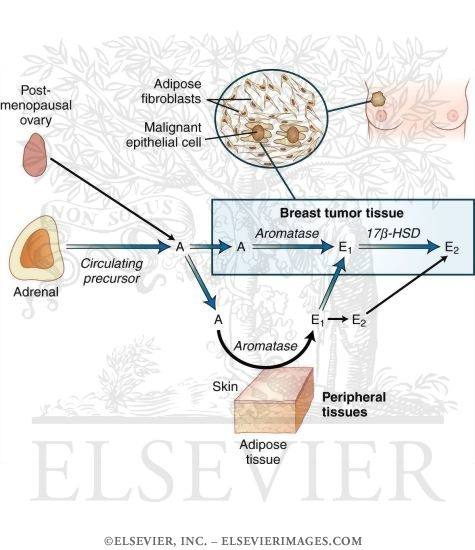 Post-
menopausal
ovary
Adipose
fibroblasts
Malignant
epithelial cell
NON SOLUS
Breast tumor tissue
A
A
Aromatase
E1
17β-HSD
E2
Circulating
precursor
Adrenal
A
E1
E2
Aromatase
Skin
Peripheral
tissues
Adipose
tissue
ELSEVIER
©ELSEVIER, INC. – ELSEVIERIMAGES.COM